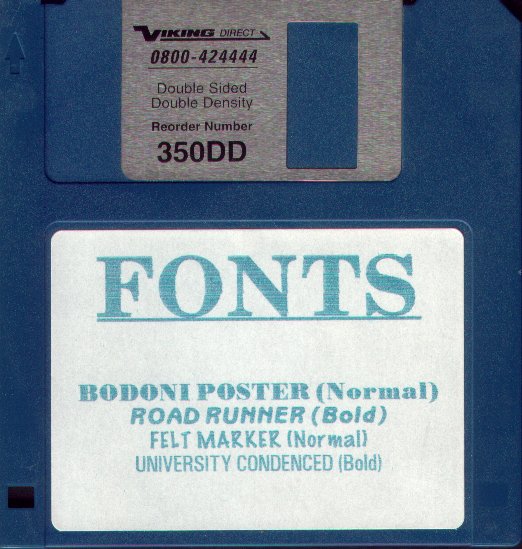 VIKING DIRECT
0800-424444
Double Sided
Double Density
Reorder Number
350DD
FONTS
BODONI POSTER (Normal)
ROAD RUNNER (Bold)
FELT MARKER (Normal)
UNIVERSITY CONDENCED (Bold)